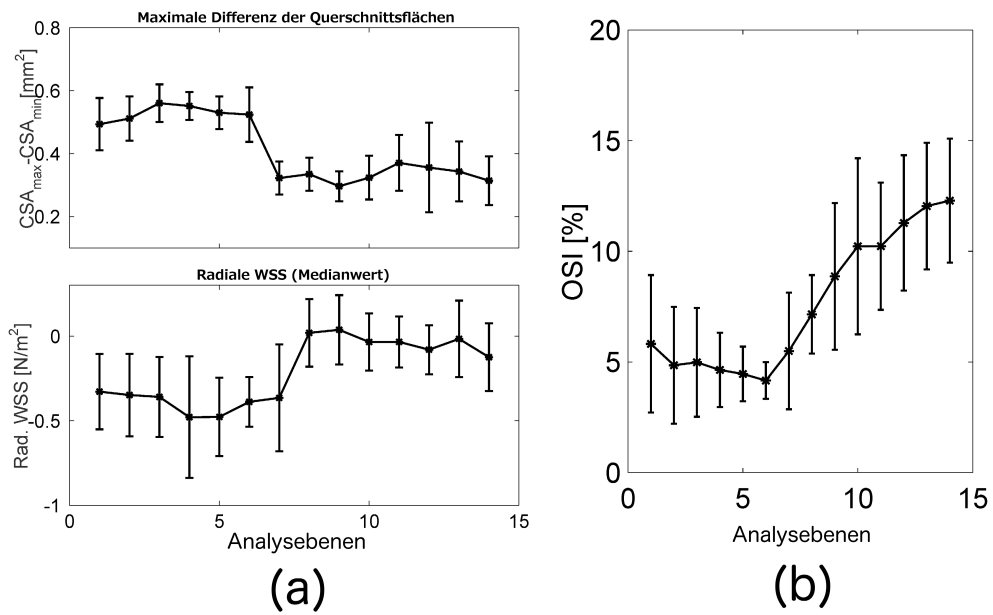 Maximale Differenz der Querschnittsflächen
0.8
0.6
0.4
0.2
CSAmax-CSAmin[mm²]
Radiale WSS (Medianwert)
0
-0.5
-1
Rad. WSS [N/m²]
0 5 10 15
Analysebenen
(a)
20
15
10
5
0
OSI [%]
0 5 10 15
Analysebenen
(b)